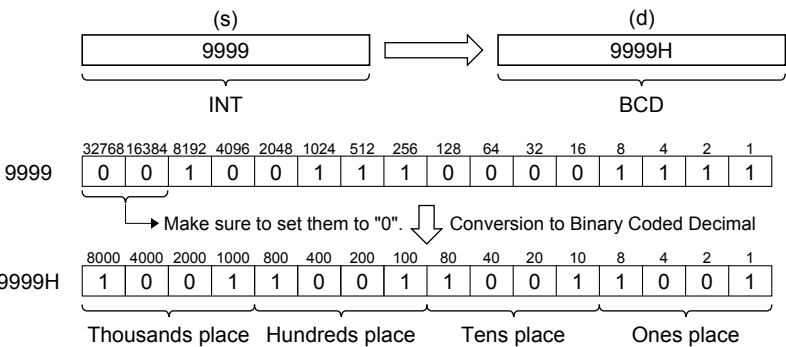 (s) (d)
9999 9999H
INT BCD
32768 16384 8192 4096 2048 1024 512 256 128 64 32 16 8 4 2 1
9999 0 0 1 0 0 1 1 1 0 0 0 0 1 1 1 1
Make sure to set them to "0". Conversion to Binary Coded Decimal
8000 4000 2000 1000 800 400 200 100 80 40 20 10 8 4 2 1
9999H 1 0 0 1 1 0 0 1 1 0 0 1 1 0 0 1
Thousands place Hundreds place Tens place Ones place